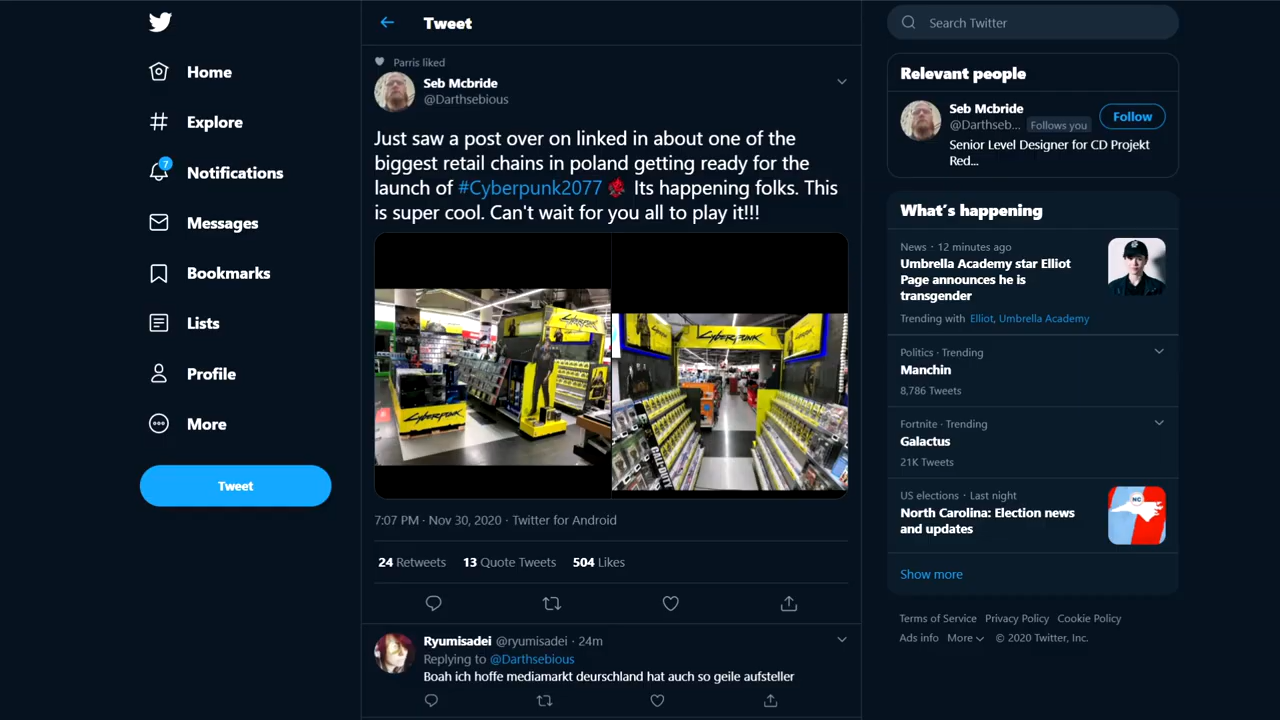 Home
Explore
7
Notifications
Messages
Bookmarks
Lists
Profile
More
Tweet
Tweet
Parris liked
Seb Mcbride
@Darthsebious
Just saw a post over on linked in about one of the
biggest retail chains in poland getting ready for the
launch of #Cyberpunk2077 Its happening folks. This
is super cool. Can't wait for you all to play it!!!
CYBERPUNK
CYBERPUNK
CYBERPUNK
CALL OF DUTY
7:07 PM · Nov 30, 2020 · Twitter for Android
24 Retweets 13 Quote Tweets 504 Likes
Ryumisadei @ryumisadei · 24m
Replying to @Darthsebious
Boah ich hoffe mediamarkt deurschland hat auch so geile aufsteller
Search Twitter
Relevant people
Seb Mcbride
@Darthseb... Follows you
Follow
Senior Level Designer for CD Projekt
Red...
What's happening
News · 12 minutes ago
Umbrella Academy star Elliot
Page announces he is
transgender
Trending with Elliot, Umbrella Academy
Politics · Trending
Manchin
8,786 Tweets
Fortnite · Trending
Galactus
21K Tweets
US elections · Last night
North Carolina: Election news
and updates
NC
Show more
Terms of Service Privacy Policy Cookie Policy
Ads info More © 2020 Twitter, Inc.